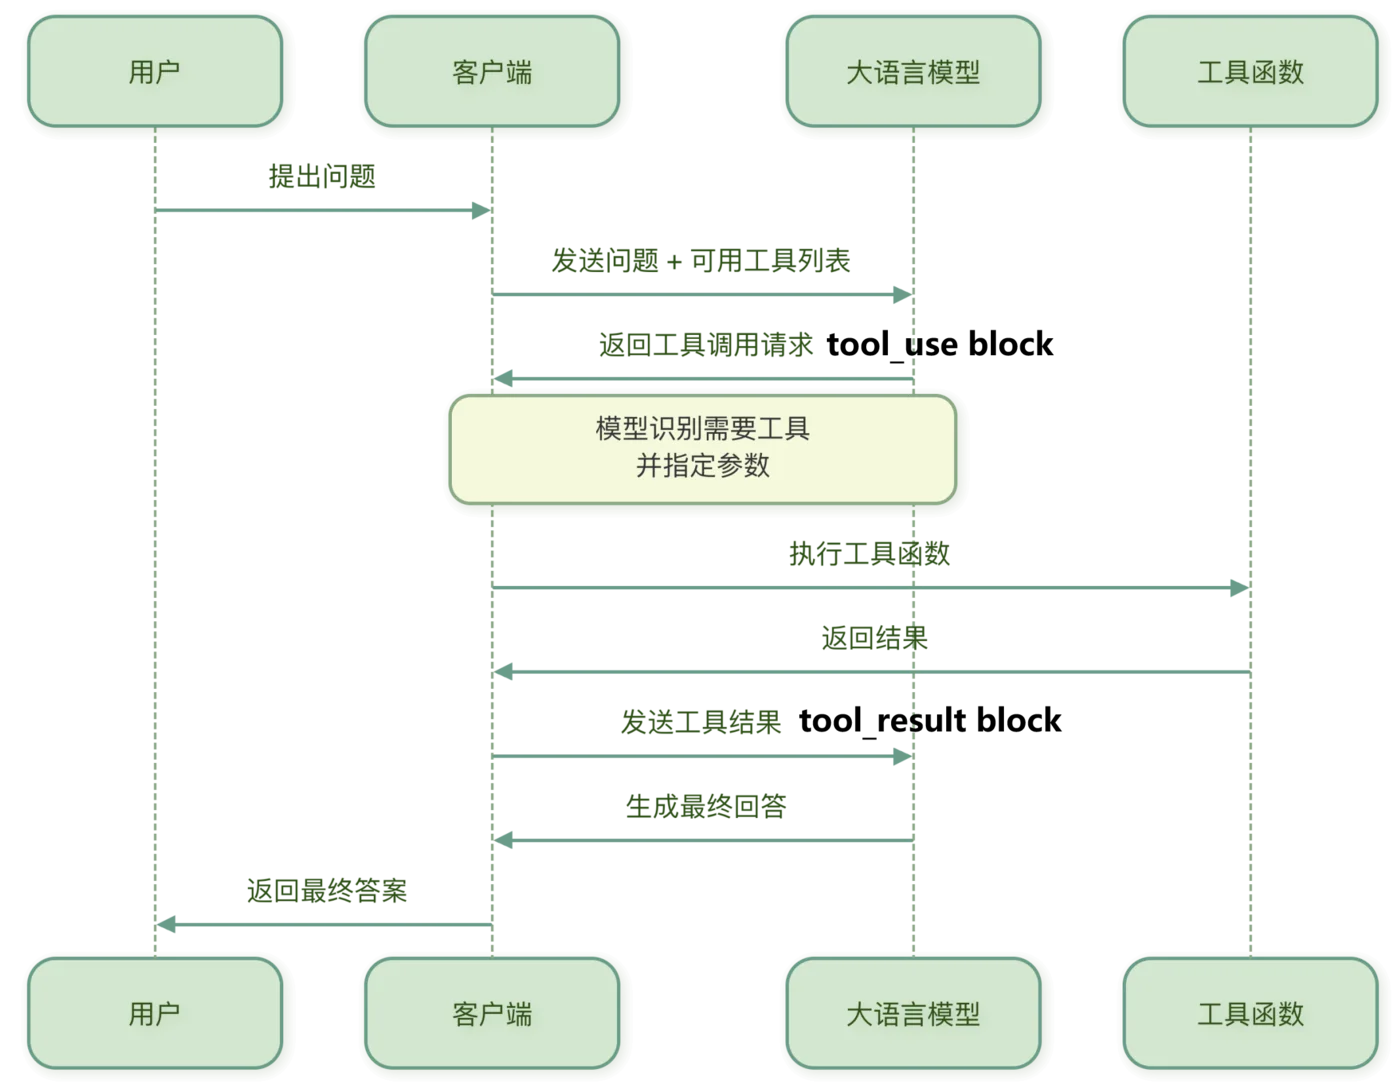 用户
客户端
大语言模型
工具函数
提出问题
发送问题 + 可用工具列表
返回工具调用请求 tool_use block
模型识别需要工具
并指定参数
执行工具函数
返回结果
发送工具结果 tool_result block
生成最终回答
返回最终答案
用户
客户端
大语言模型
工具函数